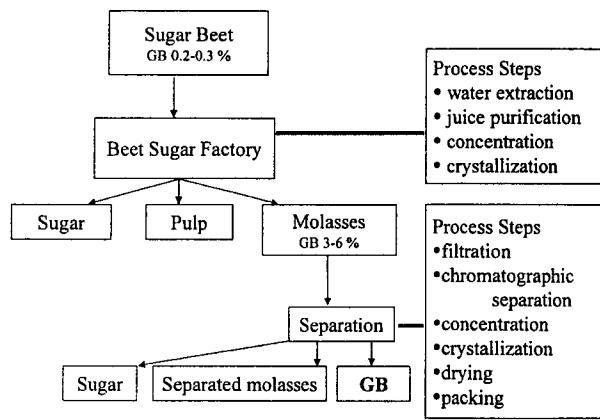 Sugar Beet
GB 0.2-0.3 %
Process Steps
• water extraction
• juice purification
• concentration
• crystallization
Beet Sugar Factory
Sugar
Pulp
Molasses
GB 3-6 %
Process Steps
•filtration
•chromatographic
separation
•concentration
•crystallization
•drying
•packing
Separation
Sugar
Separated molasses
GB